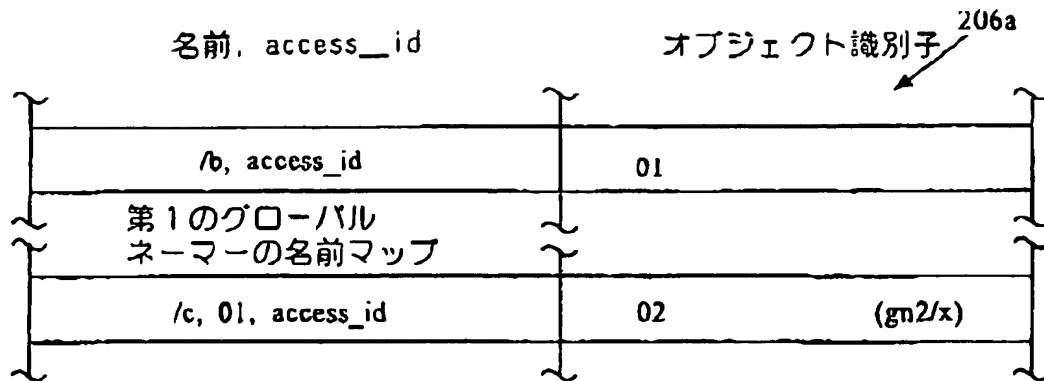 名前, access__id オブジェクト識別子 206a
/b, access_id 01
第1のグローバル
ネーマーの名前マップ
/c, 01, access_id 02 (gn2/x)